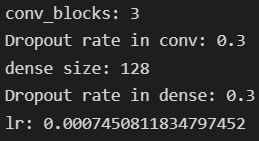 conv_blocks: 3
Dropout rate in conv: 0.3
dense size: 128
Dropout rate in dense: 0.3
lr: 0.0007450811834797452